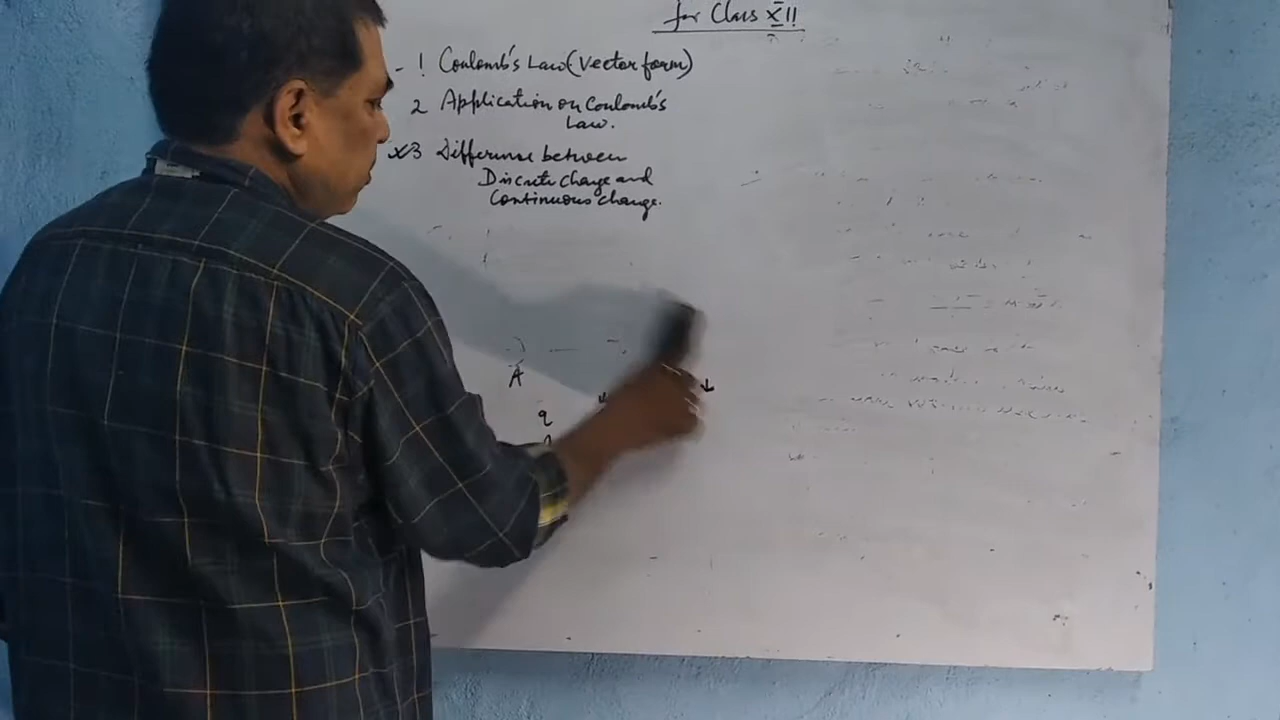 for Class XII
- 1 Coulomb's Law (Vector form)
2 Application on Coulomb's
Law.
x3 Difference between
Discrete charge and
Continuous charge.
A
q